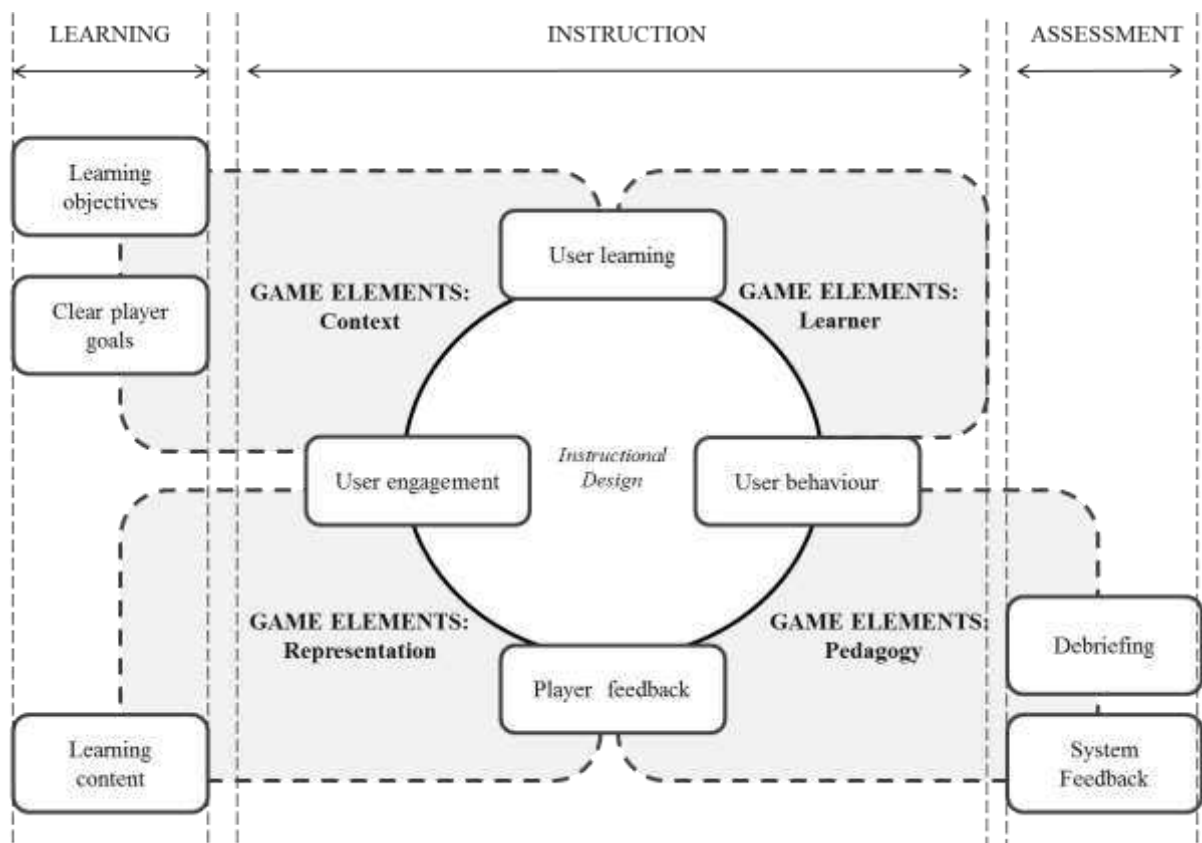 LEARNING
INSTRUCTION
ASSESSMENT
Learning
objectives
User learning
Clear player
goals
GAME ELEMENTS:
Context
GAME ELEMENTS:
Learner
User engagement
Instructional
Design
User behaviour
GAME ELEMENTS:
Representation
GAME ELEMENTS:
Pedagogy
Debriefing
Player feedback
Learning
content
System
Feedback